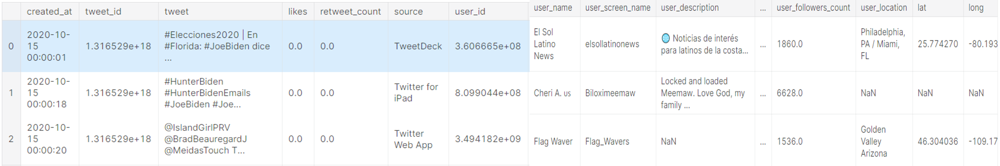 created_at tweet_id tweet likes retweet_count source user_id user_name user_screen_name user_description ... user_followers_count user_location lat long
0 2020-10-15 00:00:01 1.316529e+18 #Elecciones2020 | En #Florida: #JoeBiden dice ... 0.0 0.0 TweetDeck 3.606665e+08 El Sol Latino News elsollatinonews 🌐 Noticias de interés para latinos de la costa... ... 1860.0 Philadelphia, PA / Miami, FL 25.774270 -80.193
1 2020-10-15 00:00:18 1.316529e+18 #HunterBiden #HunterBidenEmails #JoeBiden #Joe... 0.0 0.0 Twitter for iPad 8.099044e+08 Cheri A. us Biloximeemaw Locked and loaded Meemaw. Love God, my family ... ... 6628.0 NaN NaN NaN
2 2020-10-15 00:00:20 1.316529e+18 @IslandGirlPRV @BradBeauregardJ @MeidasTouch T... 0.0 0.0 Twitter Web App 3.494182e+09 Flag Waver Flag_Wavers NaN ... 1536.0 Golden Valley Arizona 46.304036 -109.17